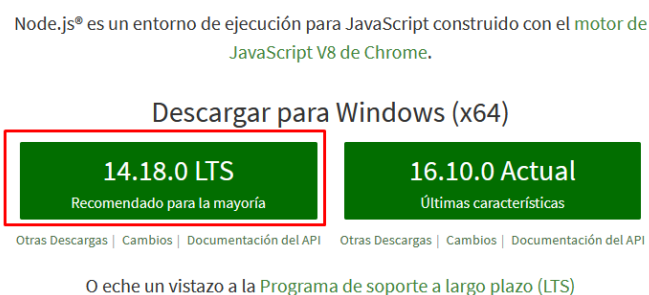 Node.js® es un entorno de ejecución para JavaScript construido con el motor de
JavaScript V8 de Chrome.
Descargar para Windows (x64)
14.18.0 LTS
Recomendado para la mayoría
16.10.0 Actual
Últimas características
Otras Descargas | Cambios | Documentación del API
Otras Descargas | Cambios | Documentación del API
O eche un vistazo a la Programa de soporte a largo plazo (LTS)